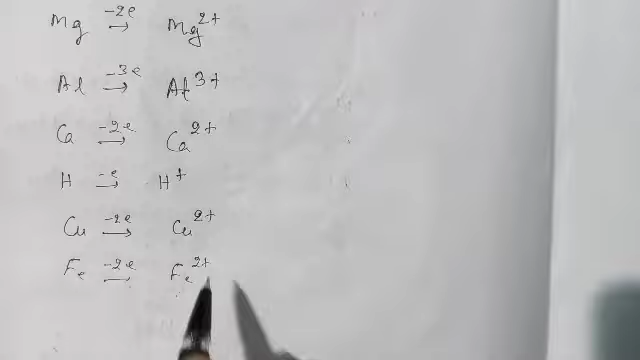 Mg -2e → Mg2+
Al -3e → Al3+
Ca -2e → Ca2+
H -e → H+
Cu -2e → Cu2+
Fe -2e → Fe2+